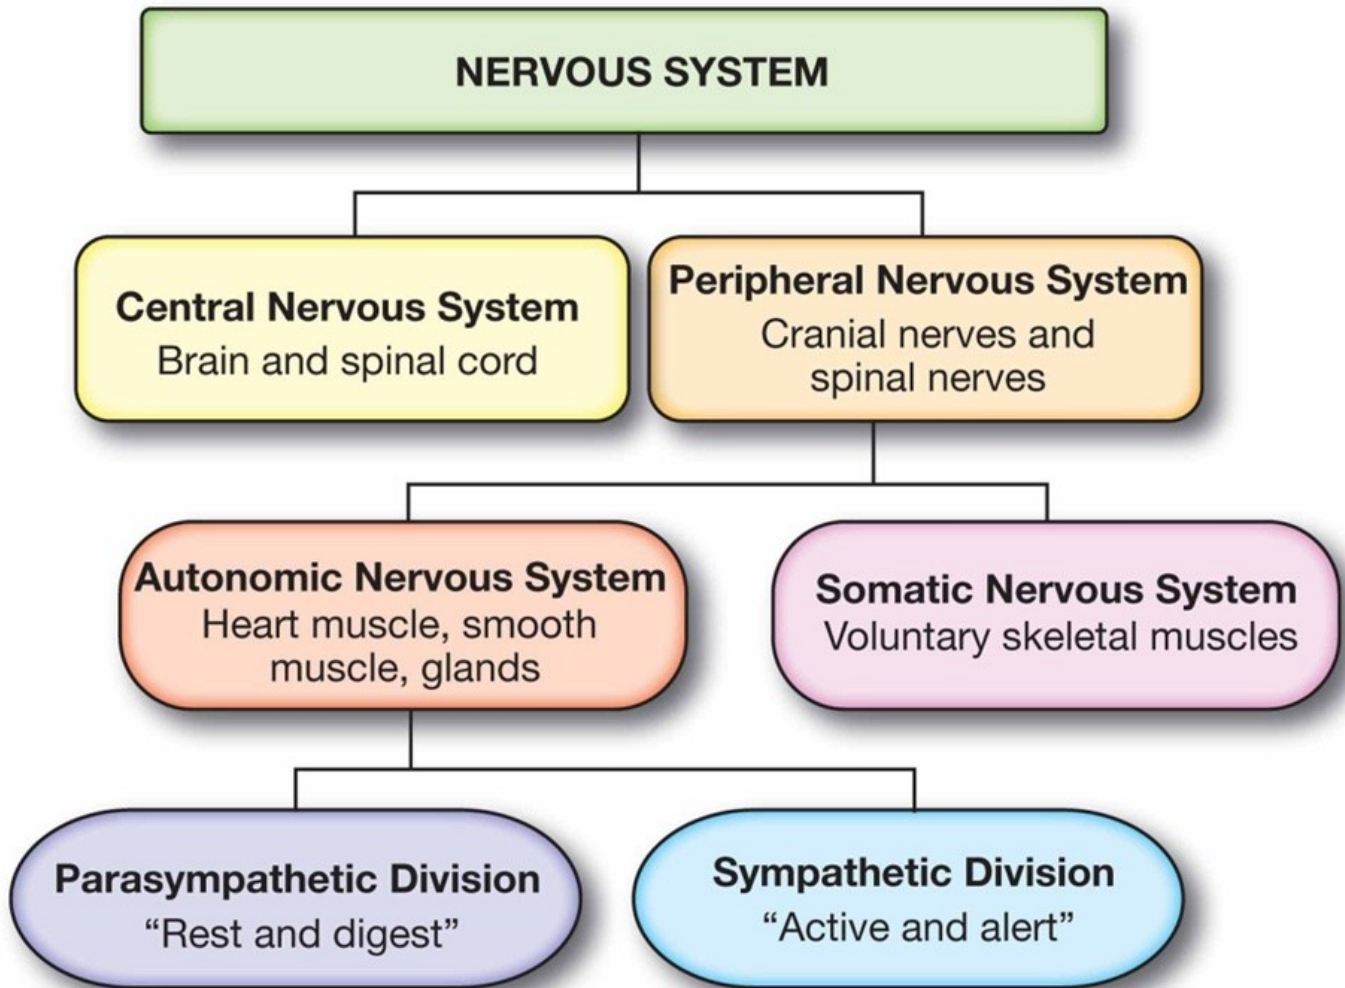 NERVOUS SYSTEM
Central Nervous System
Brain and spinal cord
Peripheral Nervous System
Cranial nerves and
spinal nerves
Autonomic Nervous System
Heart muscle, smooth
muscle, glands
Somatic Nervous System
Voluntary skeletal muscles
Parasympathetic Division
“Rest and digest”
Sympathetic Division
“Active and alert”